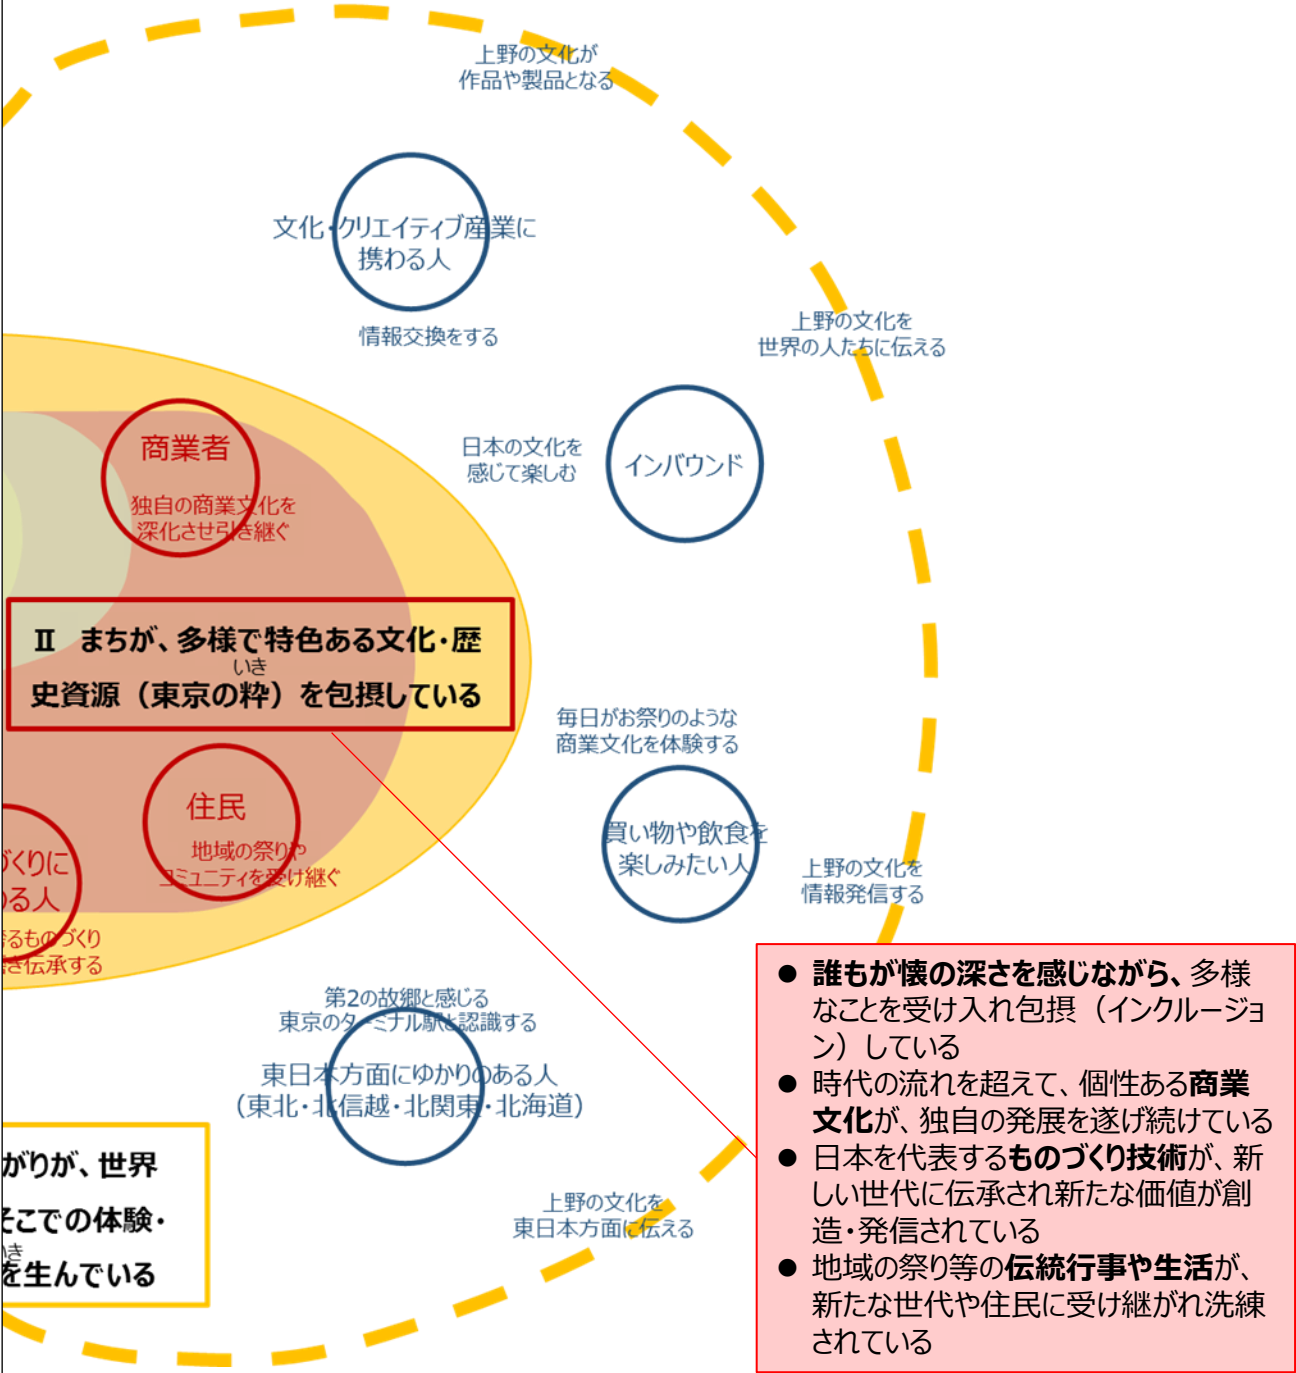 上野の文化が
作品や製品となる
文化・クリエイティブ産業に
携わる人
情報交換をする
上野の文化を
世界の人たちに伝える
商業者
独自の商業文化を
深化させ引き継ぐ
日本の文化を
感じて楽しむ
インバウンド
Ⅱ　まちが、多様で特色ある文化・歴
いき
史資源（東京の粋）を包摂している
毎日がお祭りのような
商業文化を体験する
買い物や飲食を
楽しみたい人
住民
地域の祭りや
コミュニティを受け継ぐ
づくりに
る人
るものづくり
き伝承する
上野の文化を
情報発信する
第2の故郷と感じる
東京のターミナル駅と認識する
東日本方面にゆかりのある人
（東北・北信越・北関東・北海道）
がりが、世界
そこでの体験・
いき
を生んでいる
上野の文化を
東日本方面に伝える
● 誰もが懐の深さを感じながら、多様
なことを受け入れ包摂（インクルージョ
ン）している
● 時代の流れを超えて、個性ある商業
文化が、独自の発展を遂げ続けている
● 日本を代表するものづくり技術が、新
しい世代に伝承され新たな価値が創
造・発信されている
● 地域の祭り等の伝統行事や生活が、
新たな世代や住民に受け継がれ洗練
されている